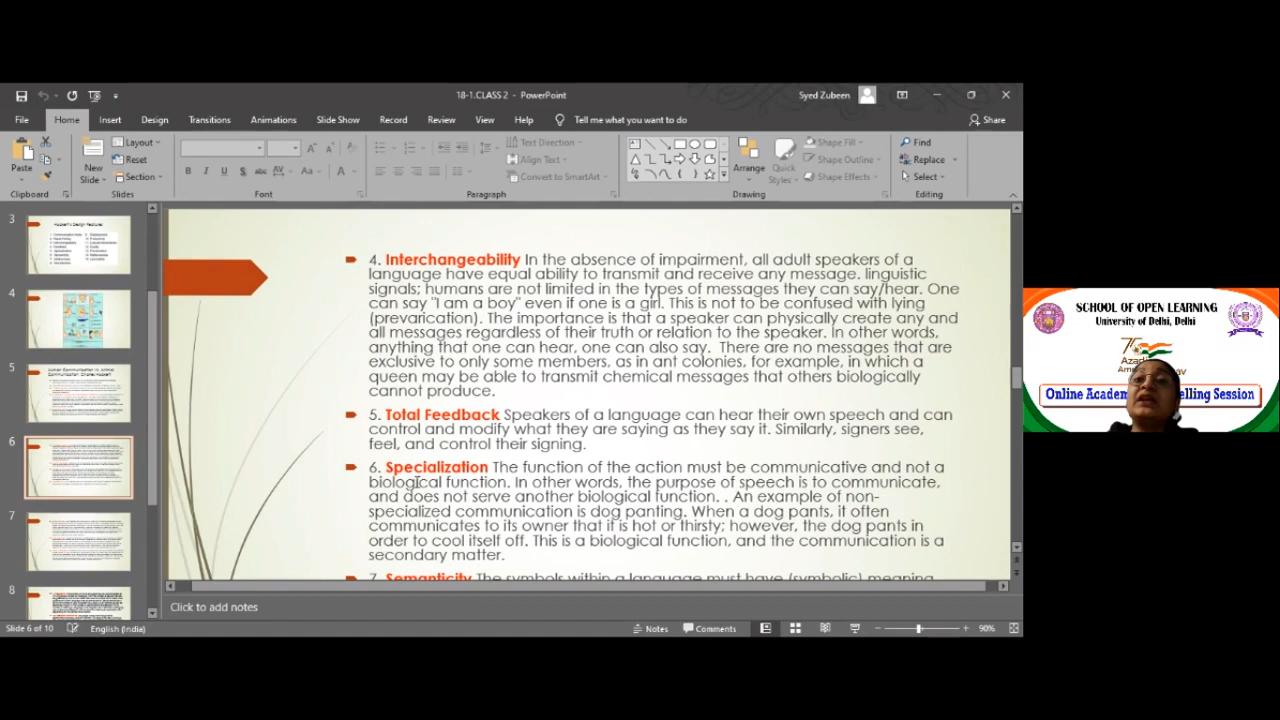 18-1.CLASS 2 - PowerPoint
Syed Zubeen
File Home Insert Design Transitions Animations Slide Show Record Review View Help Tell me what you want to do Share
Paste
New Slide
Layout
Reset
Section
Text Direction
Align Text
Convert to SmartArt
Arrange
Quick Styles
Shape Fill
Shape Outline
Shape Effects
Find
Replace
Select
Clipboard Slides Font Paragraph Drawing Editing
3
4
5
6
7
8
4. Interchangeability In the absence of impairment, all adult speakers of a
language have equal ability to transmit and receive any message. linguistic
signals; humans are not limited in the types of messages they can say/hear. One
can say "I am a boy" even if one is a girl. This is not to be confused with lying
(prevarication). The importance is that a speaker can physically create any and
all messages regardless of their truth or relation to the speaker. In other words,
anything that one can hear, one can also say. There are no messages that are
exclusive to only some members, as in ant colonies, for example, in which a
queen may be able to transmit chemical messages that others biologically
cannot produce.
5. Total Feedback Speakers of a language can hear their own speech and can
control and modify what they are saying as they say it. Similarly, signers see,
feel, and control their signing.
6. Specialization The function of the action must be communicative and not a
biological function. In other words, the purpose of speech is to communicate,
and does not serve another biological function. . An example of non-
specialized communication is dog panting. When a dog pants, it often
communicates its owner that it is hot or thirsty; however, the dog pants in
order to cool itself off. This is a biological function, and the communication is a
secondary matter.
7. Semanticity The symbols within a language must have (symbolic) meaning
Click to add notes
Slide 6 of 10 English (India) Notes Comments 90%
SCHOOL OF OPEN LEARNING
University of Delhi, Delhi
Online Academ elling Session